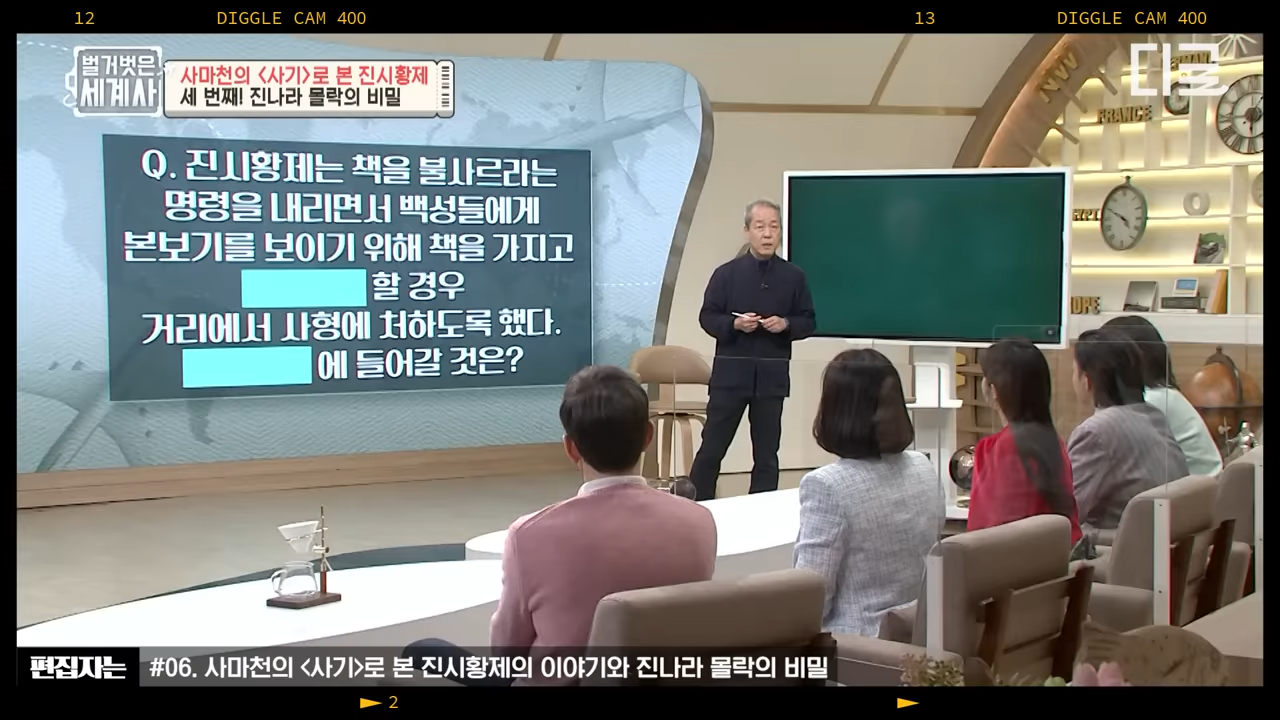 12
DIGGLE CAM 400
13
DIGGLE CAM 400
벌거벗은
세계사
사마천의 <사기>로 본 진시황제
세 번째! 진나라 몰락의 비밀
디글
Q. 진시황제는 책을 불사르라는
명령을 내리면서 백성들에게
본보기를 보이기 위해 책을 가지고
할 경우
거리에서 사형에 처하도록 했다.
에 들어갈 것은?
FRANCE
편집자는
#06. 사마천의 <사기>로 본 진시황제의 이야기와 진나라 몰락의 비밀
2